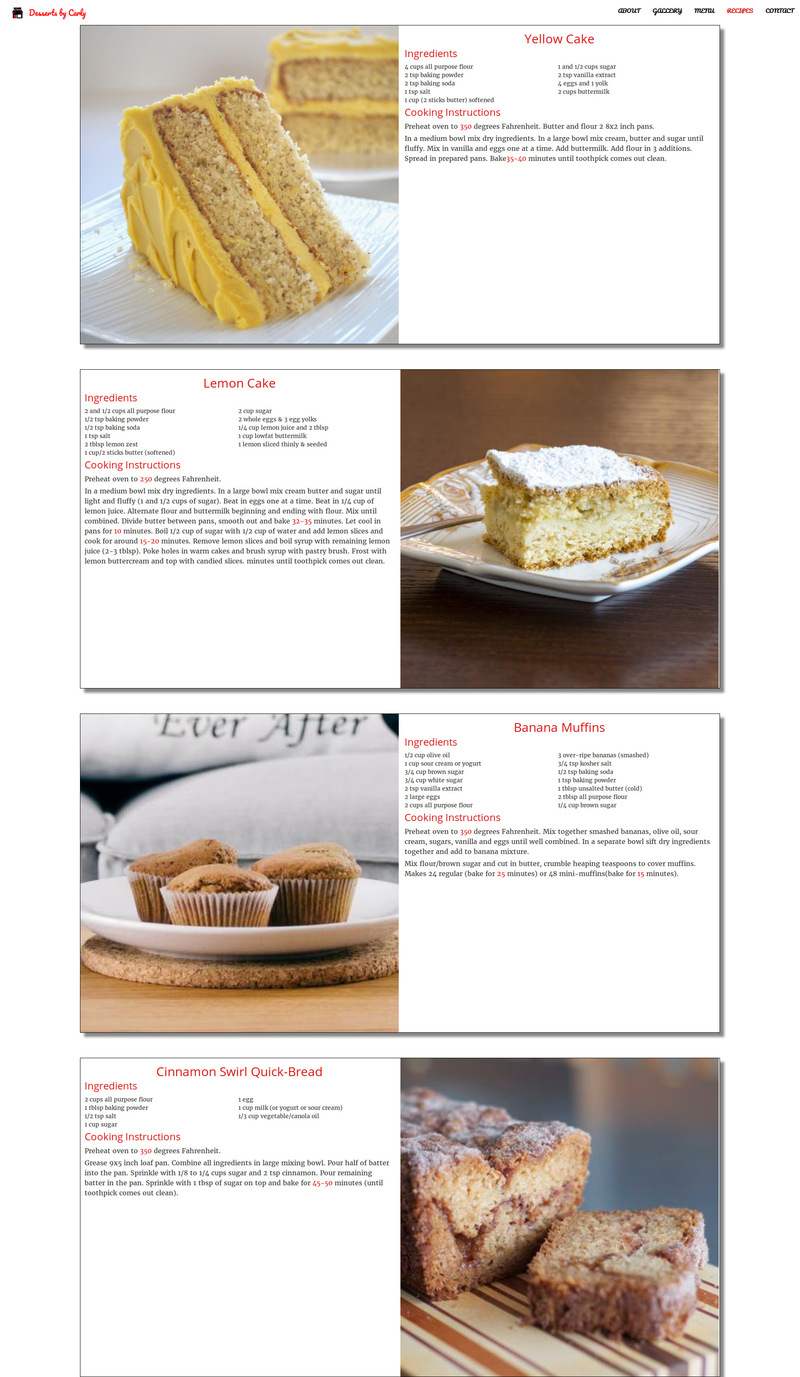 Desserts by Carly
ABOUT GALLERY MENU RECIPES CONTACT
Yellow Cake
Ingredients
4 cups all purpose flour
2 tsp baking powder
2 tsp baking soda
1 tsp salt
1 cup (2 sticks butter) softened
1 and 1/2 cups sugar
2 tsp vanilla extract
4 eggs and 1 yolk
2 cups buttermilk
Cooking Instructions
Preheat oven to 350 degrees Fahrenheit. Butter and flour 2 8x2 inch pans.
In a medium bowl mix dry ingredients. In a large bowl mix cream, butter and sugar until
fluffy. Mix in vanilla and eggs one at a time. Add buttermilk. Add flour in 3 additions.
Spread in prepared pans. Bake35-40 minutes until toothpick comes out clean.
Lemon Cake
Ingredients
2 and 1/2 cups all purpose flour
1/2 tsp baking powder
1/2 tsp baking soda
1 tsp salt
2 tblsp lemon zest
1 cup/2 sticks butter (softened)
2 cup sugar
2 whole eggs & 3 egg yolks
1/4 cup lemon juice and 2 tblsp
1 cup lowfat buttermilk
1 lemon sliced thinly & seeded
Cooking Instructions
Preheat oven to 250 degrees Fahrenheit.
In a medium bowl mix dry ingredients. In a large bowl mix cream butter and sugar until
light and fluffy (1 and 1/2 cups of sugar). Beat in eggs one at a time. Beat in 1/4 cup of
lemon juice. Alternate flour and buttermilk beginning and ending with flour. Mix until
combined. Divide butter between pans, smooth out and bake 32-35 minutes. Let cool in
pans for 10 minutes. Boil 1/2 cup of sugar with 1/2 cup of water and add lemon slices and
cook for around 15-20 minutes. Remove lemon slices and boil syrup with remaining lemon
juice (2-3 tblsp). Poke holes in warm cakes and brush syrup with pastry brush. Frost with
lemon buttercream and top with candied slices. minutes until toothpick comes out clean.
Ever After
Banana Muffins
Ingredients
1/2 cup olive oil
1 cup sour cream or yogurt
3/4 cup brown sugar
3/4 cup white sugar
2 tsp vanilla extract
2 large eggs
2 cups all purpose flour
3 over-ripe bananas (smashed)
3/4 tsp kosher salt
1/2 tsp baking soda
1 tsp baking powder
1 tblsp unsalted butter (cold)
2 tblsp all purpose flour
1/4 cup brown sugar
Cooking Instructions
Preheat oven to 350 degrees Fahrenheit. Mix together smashed bananas, olive oil, sour
cream, sugars, vanilla and eggs until well combined. In a separate bowl sift dry ingredients
together and add to banana mixture.
Mix flour/brown sugar and cut in butter, crumble heaping teaspoons to cover muffins.
Makes 24 regular (bake for 25 minutes) or 48 mini-muffins(bake for 15 minutes).
Cinnamon Swirl Quick-Bread
Ingredients
2 cups all purpose flour
1 tblsp baking powder
1/2 tsp salt
1 cup sugar
1 egg
1 cup milk (or yogurt or sour cream)
1/3 cup vegetable/canola oil
Cooking Instructions
Preheat oven to 350 degrees Fahrenheit.
Grease 9x5 inch loaf pan. Combine all ingredients in large mixing bowl. Pour half of batter
into the pan. Sprinkle with 1/8 to 1/4 cups sugar and 2 tsp cinnamon. Pour remaining
batter in the pan. Sprinkle with 1 tbsp of sugar on top and bake for 45-50 minutes (until
toothpick comes out clean).